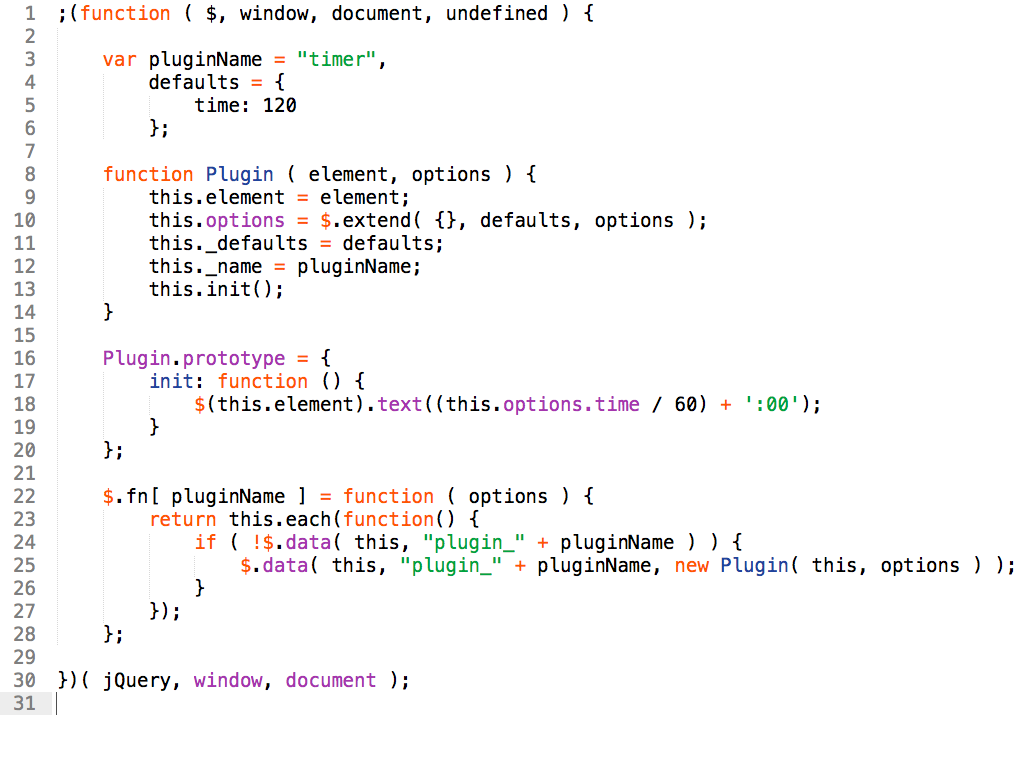 1 ;(function ( $, window, document, undefined ) {
2
3     var pluginName = "timer",
4         defaults = {
5             time: 120
6         };
7
8     function Plugin ( element, options ) {
9         this.element = element;
10         this.options = $.extend( {}, defaults, options );
11         this._defaults = defaults;
12         this._name = pluginName;
13         this.init();
14     }
15
16     Plugin.prototype = {
17         init: function () {
18             $(this.element).text((this.options.time / 60) + ':00');
19         }
20     };
21
22     $.fn[ pluginName ] = function ( options ) {
23         return this.each(function() {
24             if ( !$.data( this, "plugin_" + pluginName ) ) {
25                 $.data( this, "plugin_" + pluginName, new Plugin( this, options ) );
26             }
27         });
28     };
29
30 })( jQuery, window, document );
31